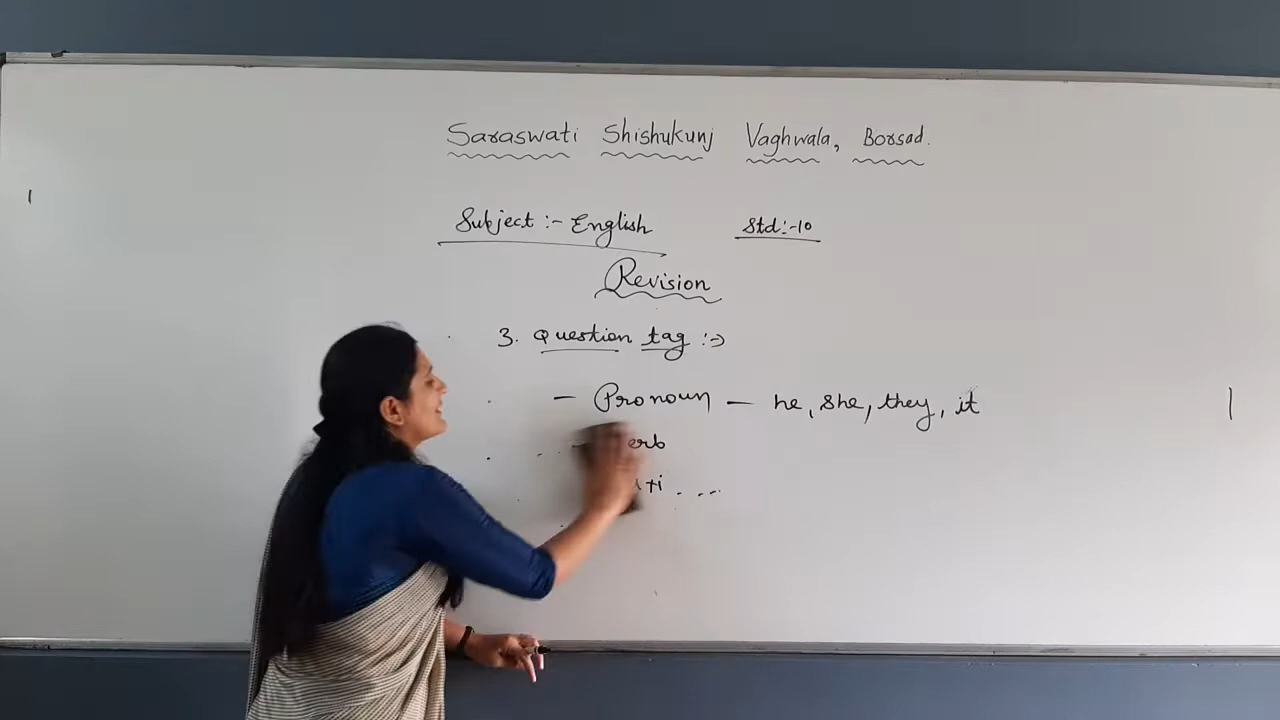 Saraswati Shishukunj Vaghwala, Borsad.
Subject :- English Std:-10
Revision
3. Question tag :->
- Pronoun - he, she, they, it